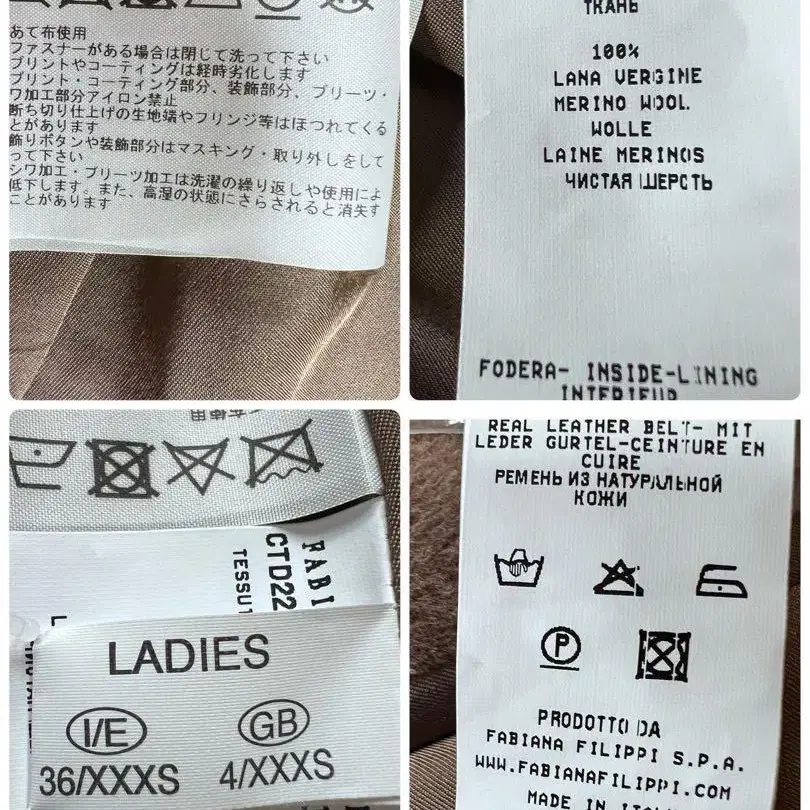 あて布使用
ファスナーがある場合は閉じて洗って下さい
プリントやコーティングは経時劣化します
プリント・コーティング部分、装飾部分、プリーツ・
ワ加工部分アイロン禁止
断ち切り仕上げの生地端やフリンジ等はほつれてくる
とがあります
飾りボタンや装飾部分はマスキング・取り外しをして
って下さい
シワ加工・プリーツ加工は洗濯の繰り返しや使用によ
低下します。また、高湿の状態にさらされると消失す
ことがあります
ТКАНЬ
100%
LANA VERGINE
MERINO WOOL
WOLLE
LAINE MERINOS
ЧИСТАЯ ШЕРСТЬ
FODERA- INSIDE-LINING
INTERIEUR
FABI
CTD22
TESSUT
LADIES
I/E
GB
36/XXXS
4/XXXS
REAL LEATHER BELT- MIT
LEDER GURTEL-CEINTURE EN
CUIRE
РЕМЕНЬ ИЗ НАТУРАЛЬНОЙ
КОЖИ
P
PRODOTTO DA
FABIANA FILIPPI S.P.A.
WWW.FABIANAFILIPPI.COM
MADE IN ITAL